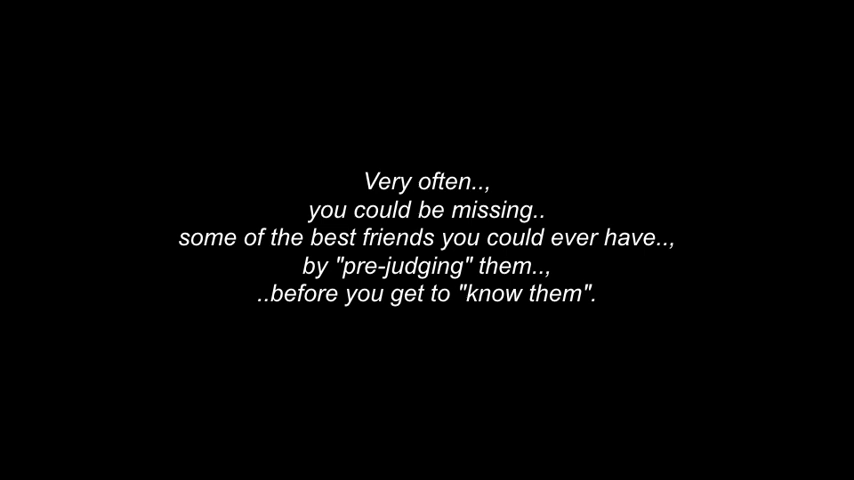 Very often..,
you could be missing..
some of the best friends you could ever have..,
by "pre-judging" them..,
..before you get to "know them".